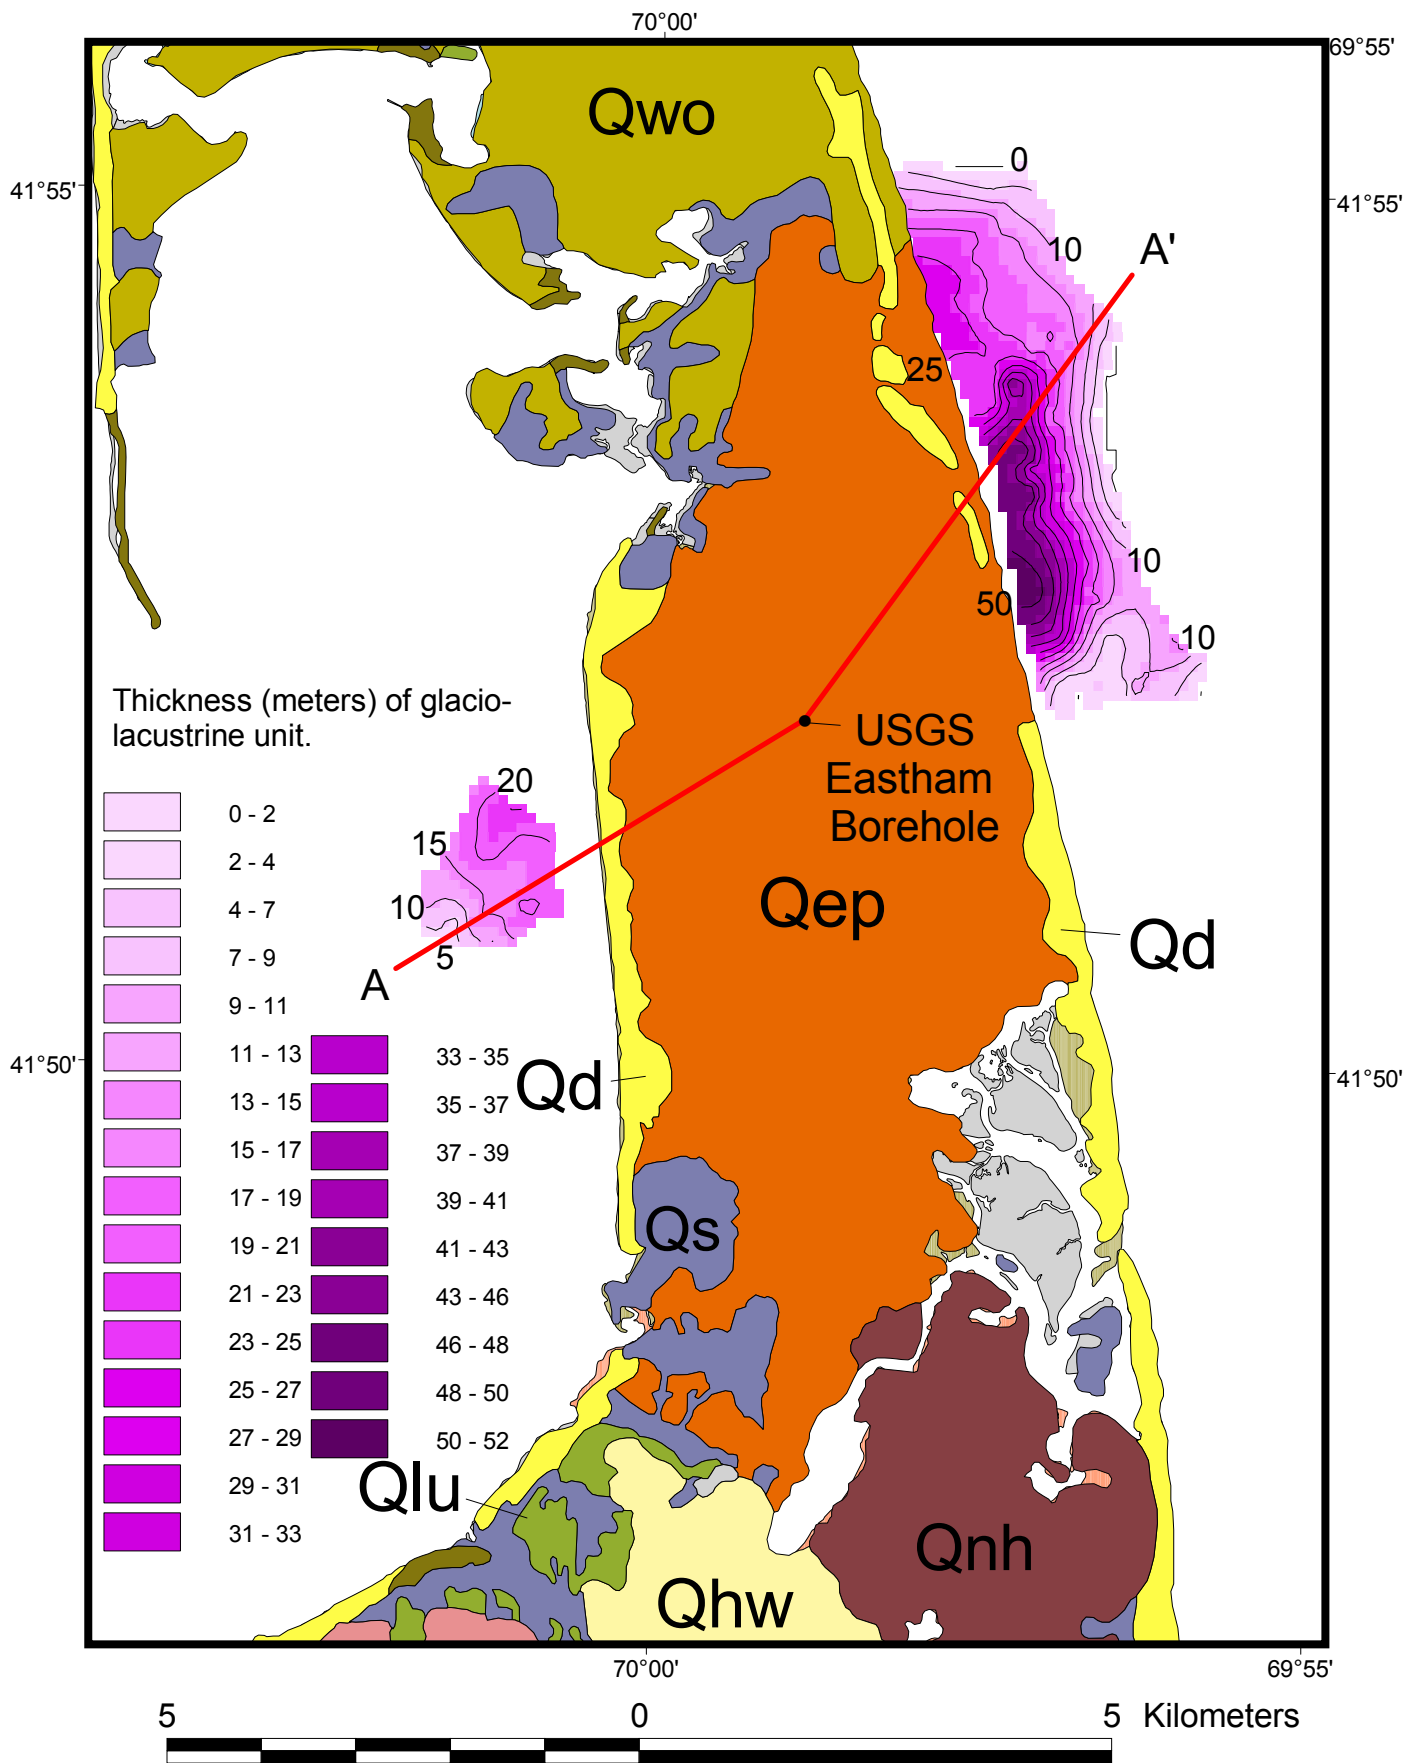 70°00'
69°55'
Qwo
0
41°55'
41°55'
10
A'
25
10
50
10
Thickness (meters) of glacio-
lacustrine unit.
USGS
Eastham
Borehole
20
15
10
5
A
Qep
Qd
0 - 2
2 - 4
4 - 7
7 - 9
9 - 11
11 - 13
13 - 15
15 - 17
17 - 19
19 - 21
21 - 23
23 - 25
25 - 27
27 - 29
29 - 31
31 - 33
33 - 35
35 - 37
37 - 39
39 - 41
41 - 43
43 - 46
46 - 48
48 - 50
50 - 52
41°50'
41°50'
Qd
Qs
Qlu
Qnh
Qhw
70°00'
69°55'
5 0 5 Kilometers